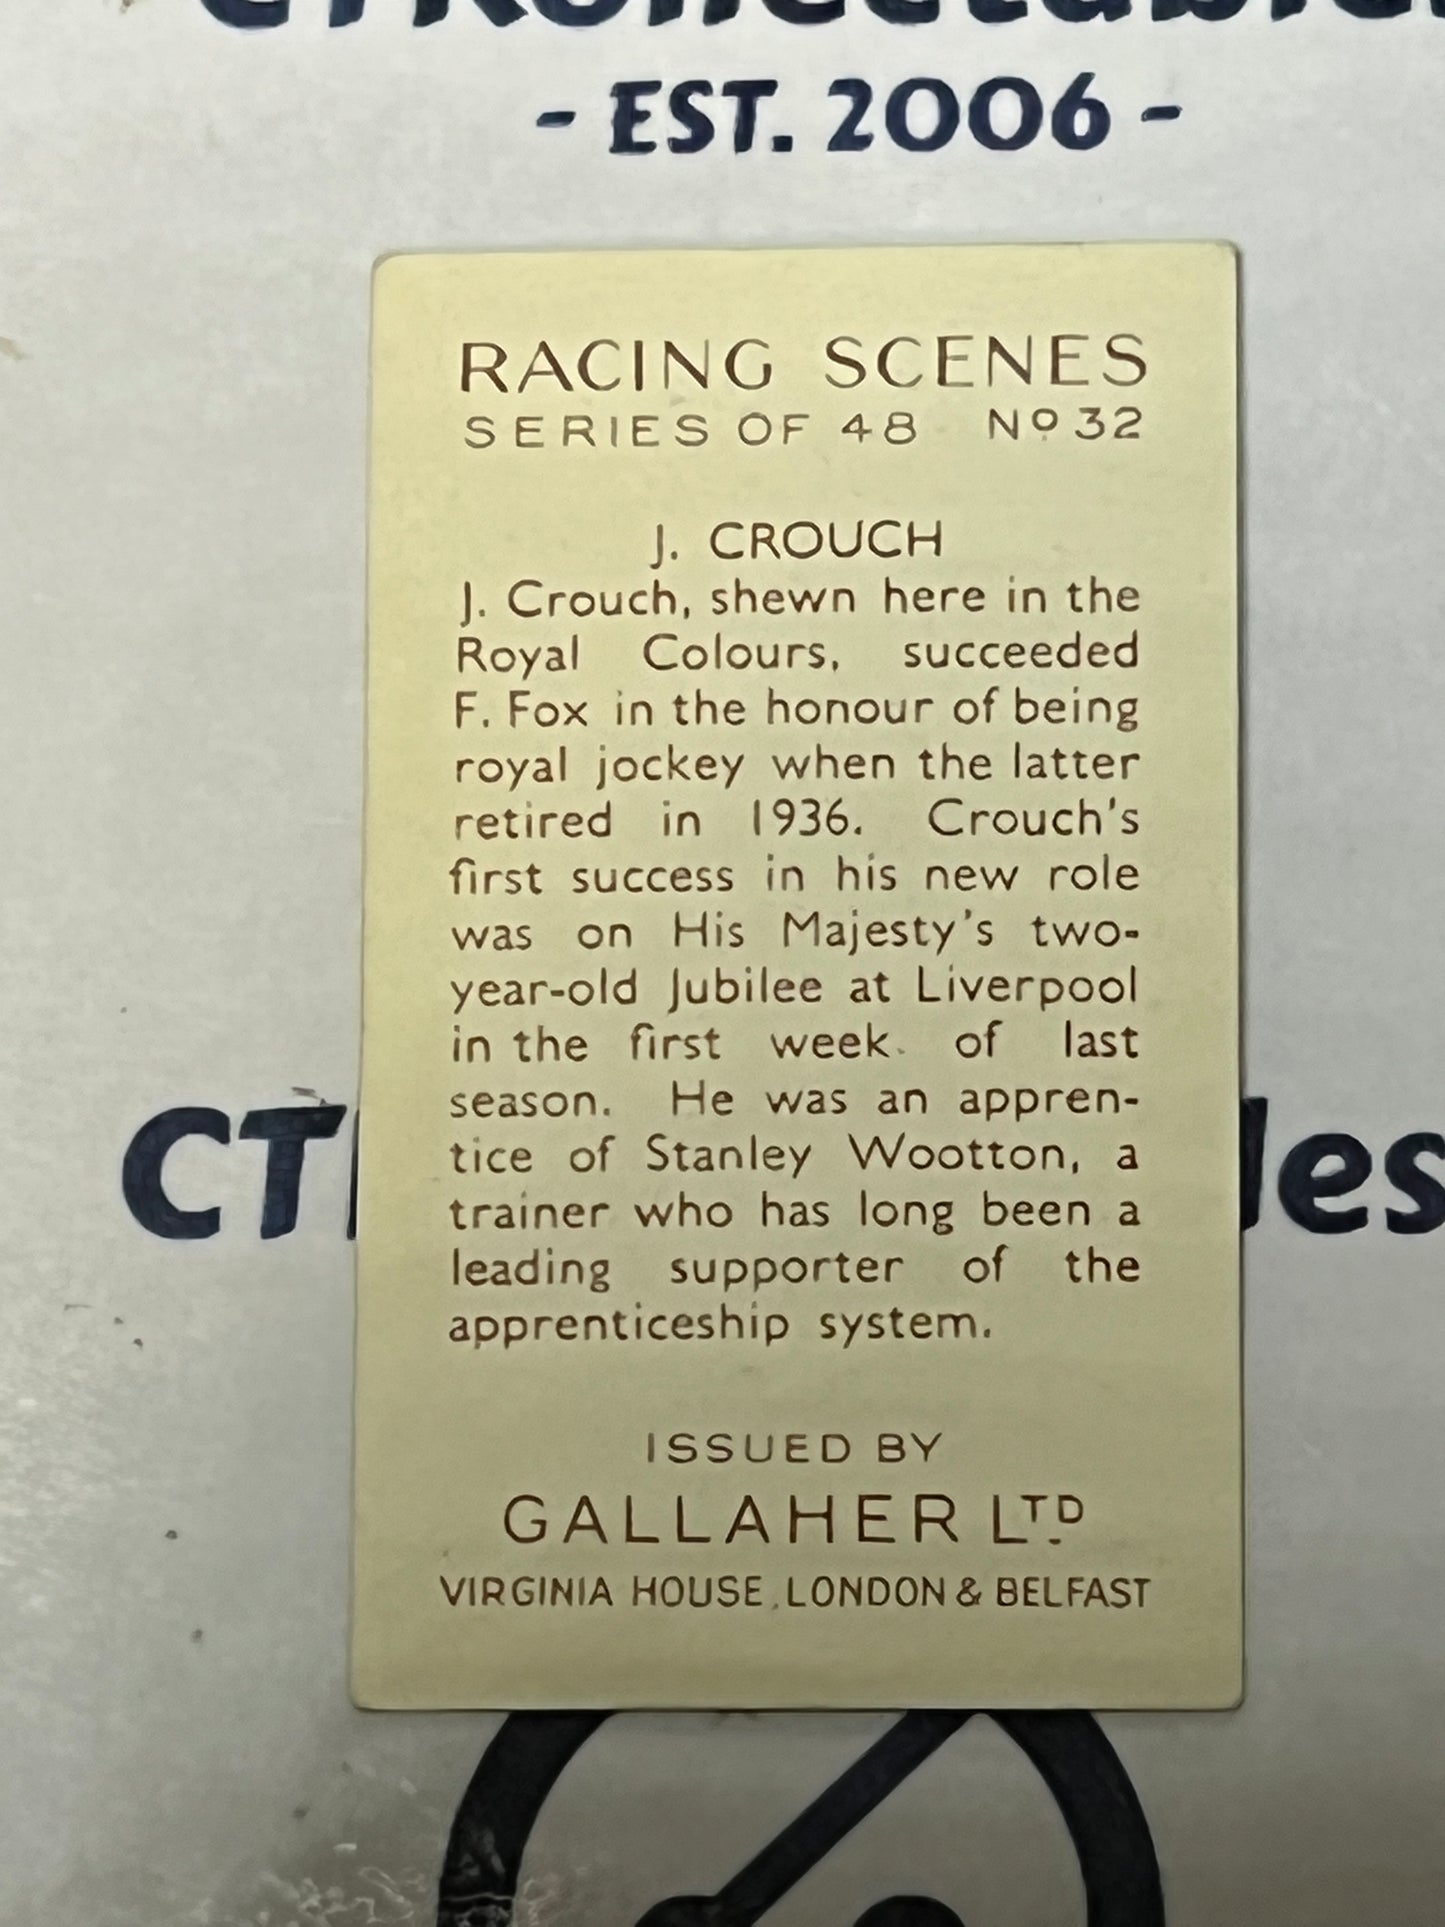 - EST. 2006 -
RACING SCENES
SERIES OF 48 Nº 32
J. CROUCH
J. Crouch, shewn here in the
Royal Colours, succeeded
F. Fox in the honour of being
royal jockey when the latter
retired in 1936. Crouch's
first success in his new role
was on His Majesty's two-
year-old Jubilee at Liverpool
in the first week of last
season. He was an appren-
tice of Stanley Wootton, a
trainer who has long been a
leading supporter of the
apprenticeship system.
ISSUED BY
GALLAHER LTD
VIRGINIA HOUSE, LONDON & BELFAST